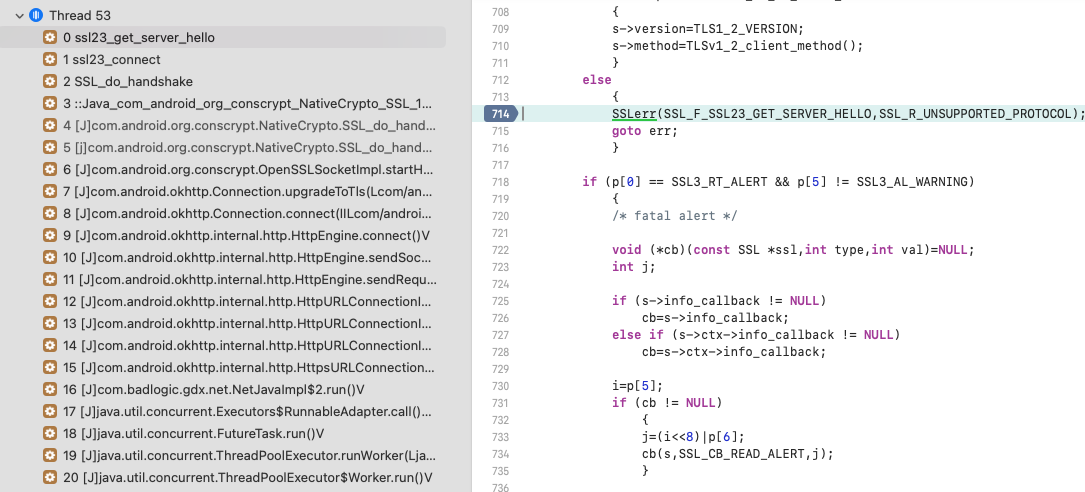 Thread 53
0 ssl23_get_server_hello
1 ssl23_connect
2 SSL_do_handshake
3 ::Java_com_android_org_conscrypt_NativeCrypto_SSL_1...
4 [J]com.android.org.conscrypt.NativeCrypto.SSL_do_hand...
5 [j]com.android.org.conscrypt.NativeCrypto.SSL_do_hand...
6 [J]com.android.org.conscrypt.OpenSSLSocketImpl.startH...
7 [J]com.android.okhttp.Connection.upgradeToTls(Lcom/an...
8 [J]com.android.okhttp.Connection.connect(IILcom/androi...
9 [J]com.android.okhttp.internal.http.HttpEngine.connect()V
10 [J]com.android.okhttp.internal.http.HttpEngine.sendSoc...
11 [J]com.android.okhttp.internal.http.HttpEngine.sendRequ...
12 [J]com.android.okhttp.internal.http.HttpURLConnectionI...
13 [J]com.android.okhttp.internal.http.HttpURLConnectionI...
14 [J]com.android.okhttp.internal.http.HttpURLConnectionI...
15 [J]com.android.okhttp.internal.http.HttpsURLConnection...
16 [J]com.badlogic.gdx.net.NetJavaImpl$2.run()V
17 [J]java.util.concurrent.Executors$RunnableAdapter.call()...
18 [J]java.util.concurrent.FutureTask.run()V
19 [J]java.util.concurrent.ThreadPoolExecutor.runWorker(Lja...
20 [J]java.util.concurrent.ThreadPoolExecutor$Worker.run()V
708 {
709 s->version=TLS1_2_VERSION;
710 s->method=TLSv1_2_client_method();
711 }
712 else
713 {
714 SSLerr(SSL_F_SSL23_GET_SERVER_HELLO,SSL_R_UNSUPPORTED_PROTOCOL);
715 goto err;
716 }
717
718 if (p[0] == SSL3_RT_ALERT && p[5] != SSL3_AL_WARNING)
719 {
720 /* fatal alert */
721
722 void (*cb)(const SSL *ssl,int type,int val)=NULL;
723 int j;
724
725 if (s->info_callback != NULL)
726 cb=s->info_callback;
727 else if (s->ctx->info_callback != NULL)
728 cb=s->ctx->info_callback;
729
730 i=p[5];
731 if (cb != NULL)
732 {
733 j=(i<<8)|p[6];
734 cb(s,SSL_CB_READ_ALERT,j);
735 }
736